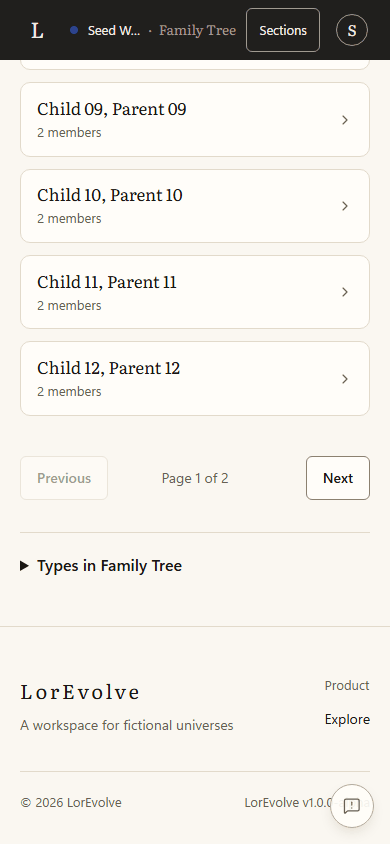 L Seed W... · Family Tree Sections S
Child 09, Parent 09
2 members
Child 10, Parent 10
2 members
Child 11, Parent 11
2 members
Child 12, Parent 12
2 members
Previous Page 1 of 2 Next
Types in Family Tree
LorEvolve Product
A workspace for fictional universes Explore
© 2026 LorEvolve LorEvolve v1.0.0